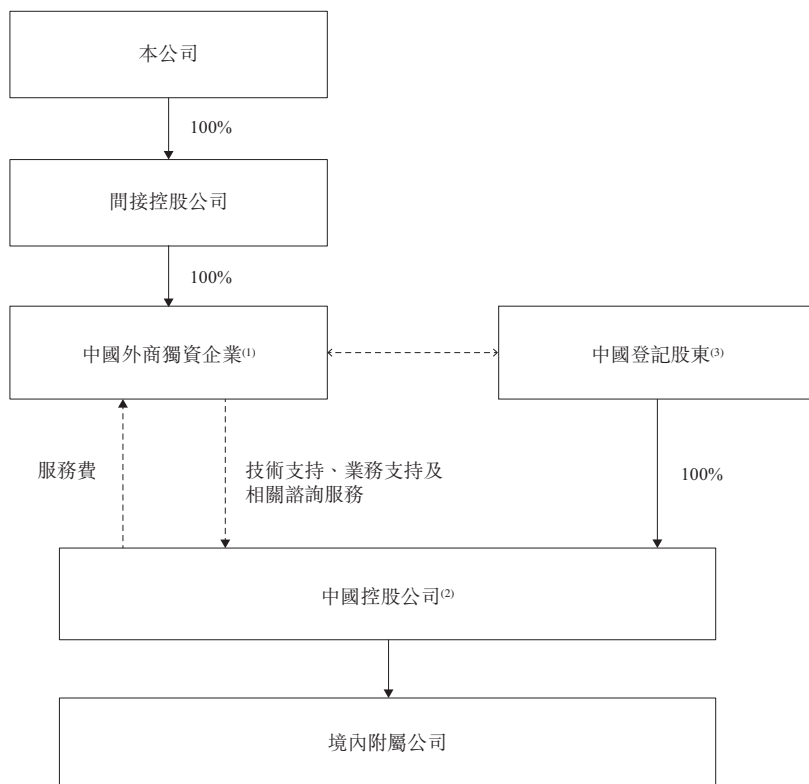 本公司
100%
間接控股公司
100%
中國外商獨資企業(1)
中國登記股東(3)
服務費
技術支持、業務支持及
相關諮詢服務
100%
中國控股公司(2)
境內附屬公司